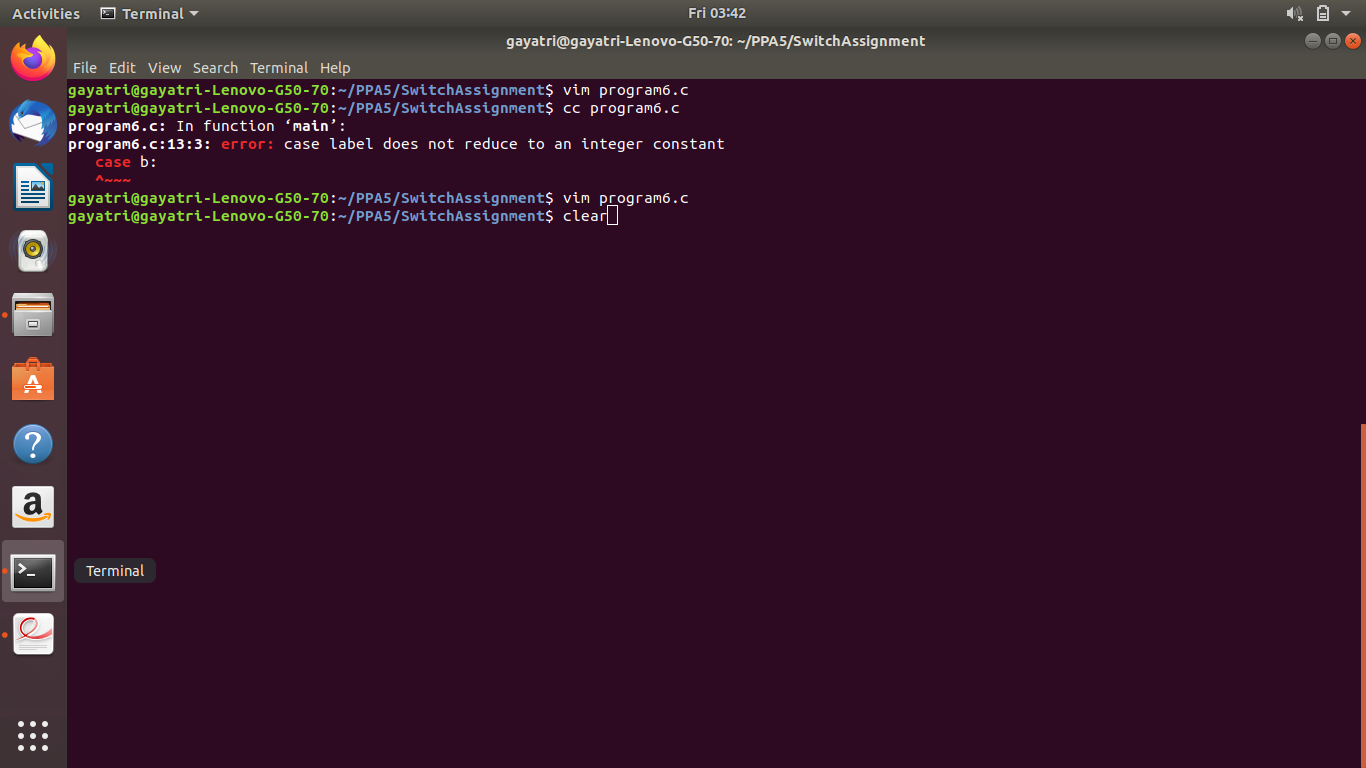 Activities Terminal Fri 03:42
gayatri@gayatri-Lenovo-G50-70: ~/PPA5/SwitchAssignment
File Edit View Search Terminal Help
gayatri@gayatri-Lenovo-G50-70:~/PPA5/SwitchAssignment$ vim program6.c
gayatri@gayatri-Lenovo-G50-70:~/PPA5/SwitchAssignment$ cc program6.c
program6.c: In function ‘main’:
program6.c:13:3: error: case label does not reduce to an integer constant
   case b:
   ^~~~
gayatri@gayatri-Lenovo-G50-70:~/PPA5/SwitchAssignment$ vim program6.c
gayatri@gayatri-Lenovo-G50-70:~/PPA5/SwitchAssignment$ clear
Terminal